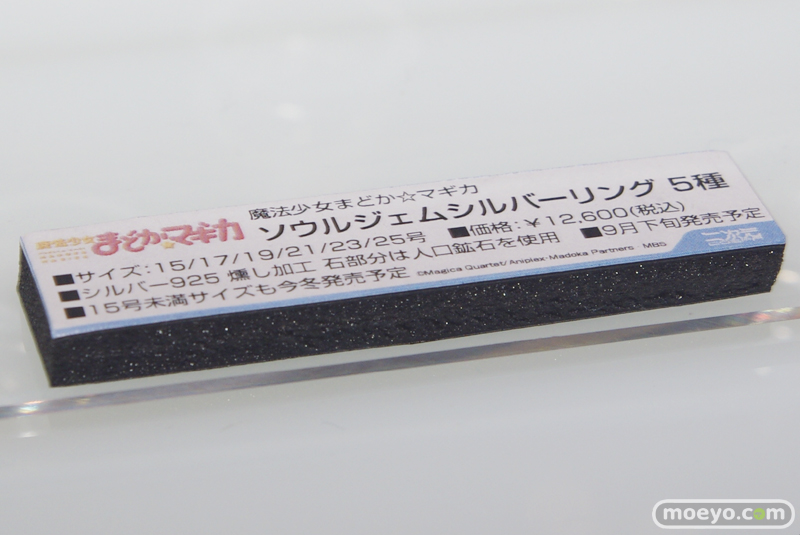 魔法少女
まどか☆マギカ
魔法少女まどか☆マギカ
ソウルジェムシルバーリング 5種
■サイズ:15/17/19/21/23/25号 ■価格:￥12,600(税込)
■シルバー925 燻し加工 石部分は人口鉱石を使用 ■9月下旬発売予定
■15号未満サイズも今冬発売予定 ©Magica Quartet/Aniplex·Madoka Partners MBS
moeyo.com